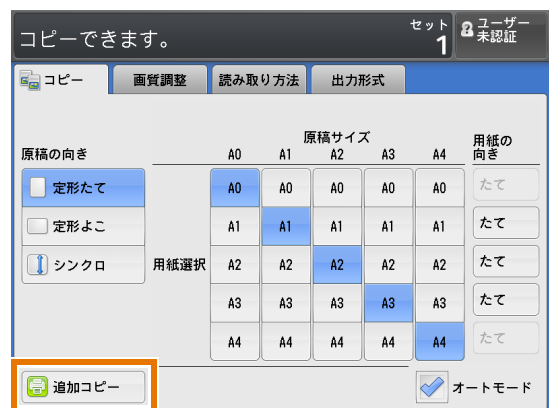 コピーできます。
セット
1
ユーザー
未認証
コピー
画質調整
読み取り方法
出力形式
原稿サイズ
用紙の
向き
原稿の向き
A0 A1 A2 A3 A4
定形たて
A0 A0 A0 A0 A0 たて
定形よこ
A1 A1 A1 A1 A1 たて
シンクロ
用紙選択
A2 A2 A2 A2 A2 たて
A3 A3 A3 A3 A3 たて
A4 A4 A4 A4 A4 たて
追加コピー
オートモード